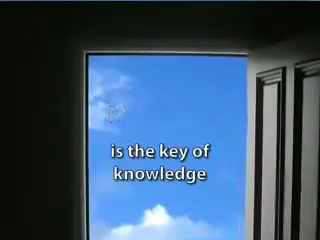 is the key of
knowledge